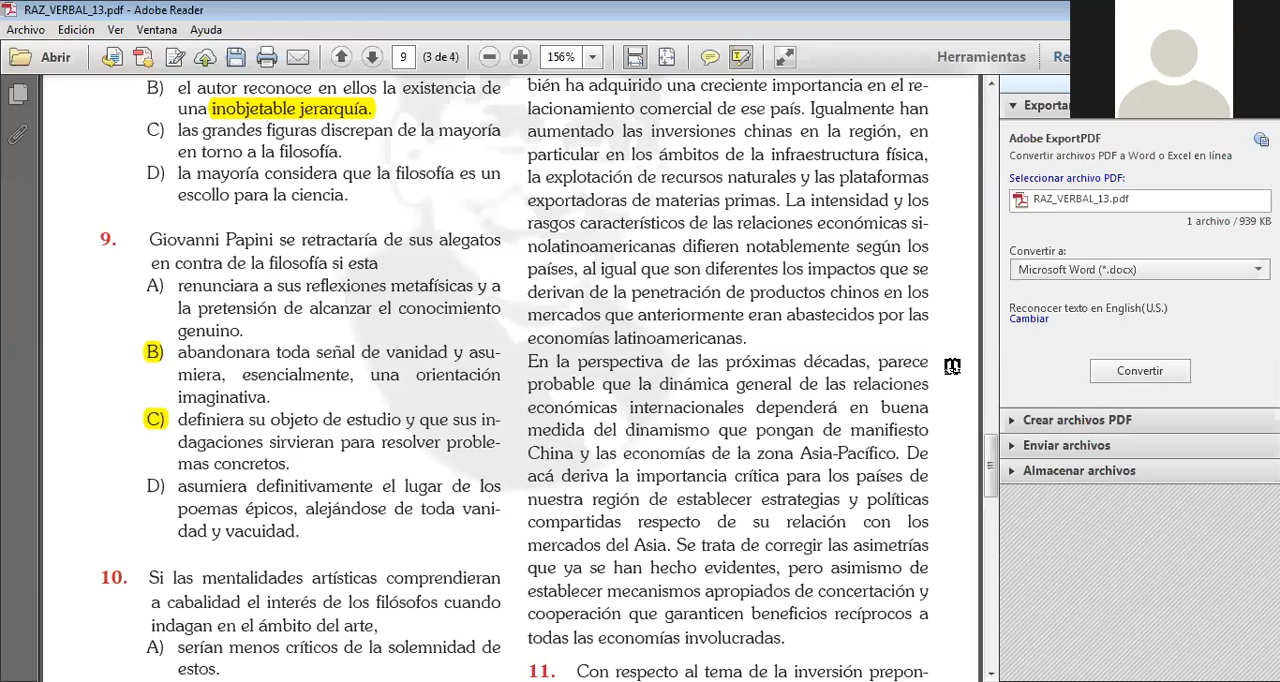 RAZ_VERBAL_13.pdf - Adobe Reader
Archivo Edición Ver Ventana Ayuda
Abrir 9 (3 de 4) 156% Herramientas
B) el autor reconoce en ellos la existencia de
una inobjetable jerarquía.
C) las grandes figuras discrepan de la mayoría
en torno a la filosofía.
D) la mayoría considera que la filosofía es un
escollo para la ciencia.
9. Giovanni Papini se retractaría de sus alegatos
en contra de la filosofía si esta
A) renunciara a sus reflexiones metafísicas y a
la pretensión de alcanzar el conocimiento
genuino.
B) abandonara toda señal de vanidad y asu-
miera, esencialmente, una orientación
imaginativa.
C) definiera su objeto de estudio y que sus in-
dagaciones sirvieran para resolver proble-
mas concretos.
D) asumiera definitivamente el lugar de los
poemas épicos, alejándose de toda vani-
dad y vacuidad.
10. Si las mentalidades artísticas comprendieran
a cabalidad el interés de los filósofos cuando
indagan en el ámbito del arte,
A) serían menos críticos de la solemnidad de
estos.
bién ha adquirido una creciente importancia en el re-
lacionamiento comercial de ese país. Igualmente han
aumentado las inversiones chinas en la región, en
particular en los ámbitos de la infraestructura física,
la explotación de recursos naturales y las plataformas
exportadoras de materias primas. La intensidad y los
rasgos característicos de las relaciones económicas si-
nolatinoamericanas difieren notablemente según los
países, al igual que son diferentes los impactos que se
derivan de la penetración de productos chinos en los
mercados que anteriormente eran abastecidos por las
economías latinoamericanas.
En la perspectiva de las próximas décadas, parece
probable que la dinámica general de las relaciones
económicas internacionales dependerá en buena
medida del dinamismo que pongan de manifiesto
China y las economías de la zona Asia-Pacífico. De
acá deriva la importancia crítica para los países de
nuestra región de establecer estrategias y políticas
compartidas respecto de su relación con los
mercados del Asia. Se trata de corregir las asimetrías
que ya se han hecho evidentes, pero asimismo de
establecer mecanismos apropiados de concertación y
cooperación que garanticen beneficios recíprocos a
todas las economías involucradas.
11. Con respecto al tema de la inversión prepon-
Adobe ExportPDF
Convertir archivos PDF a Word o Excel en línea
Seleccionar archivo PDF:
RAZ_VERBAL_13.pdf
1 archivo / 939 KB
Convertir a:
Microsoft Word (*.docx)
Reconocer texto en English(U.S.)
Cambiar
Convertir
Crear archivos PDF
Enviar archivos
Almacenar archivos